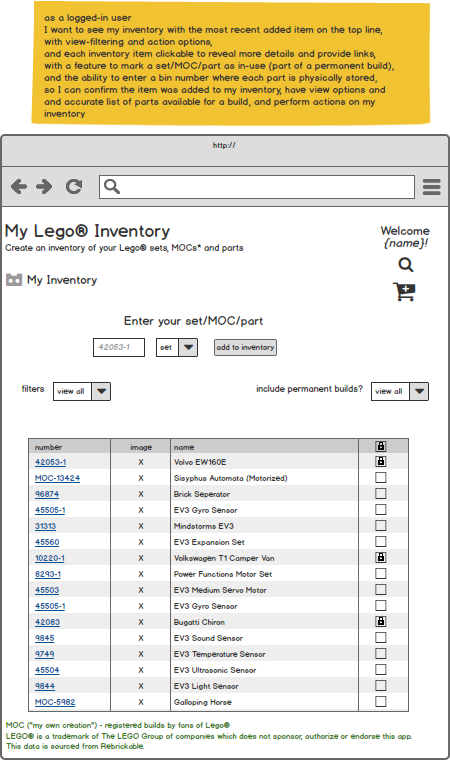 as a logged-in user
I want to see my inventory with the most recent added item on the top line,
with view-filtering and action options,
and each inventory item clickable to reveal more details and provide links,
with a feature to mark a set/MOC/part as in-use (part of a permanent build),
and the ability to enter a bin number where each part is physically stored,
so I can confirm the item was added to my inventory, have view options and
and accurate list of parts available for a build, and perform actions on my
inventory
http://
My Lego® Inventory
Create an inventory of your Lego® sets, MOCs* and parts
Welcome
{name}!
My Inventory
Enter your set/MOC/part
42053-1 set add to inventory
filters view all include permanent builds? view all
number image name
42053-1 X Volvo EW160E
MOC-13424 X Sisyphus Automata (Motorized)
96874 X Brick Seperator
45505-1 X EV3 Gyro Sensor
31313 X Mindstorms EV3
45560 X EV3 Expansion Set
10220-1 X Volkswagen T1 Camper Van
8293-1 X Power Functions Motor Set
45503 X EV3 Medium Servo Motor
45505-1 X EV3 Gyro Sensor
42083 X Bugatti Chiron
9845 X EV3 Sound Sensor
9749 X EV3 Temperature Sensor
45504 X EV3 Ultrasonic Sensor
9844 X EV3 Light Sensor
MOC-5982 X Galloping Horse
MOC ("my own creation") - registered builds by fans of Lego®
LEGO® is a trademark of The LEGO Group of companies which does not sponsor, authorize or endorse this app.
This data is sourced from Rebrickable.